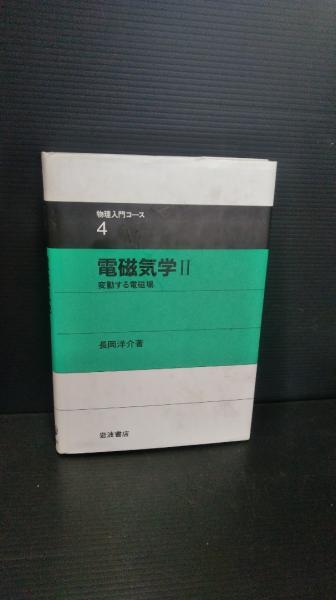 物理入門コース
4
電磁気学II
変動する電磁場
長岡洋介著
岩波書店